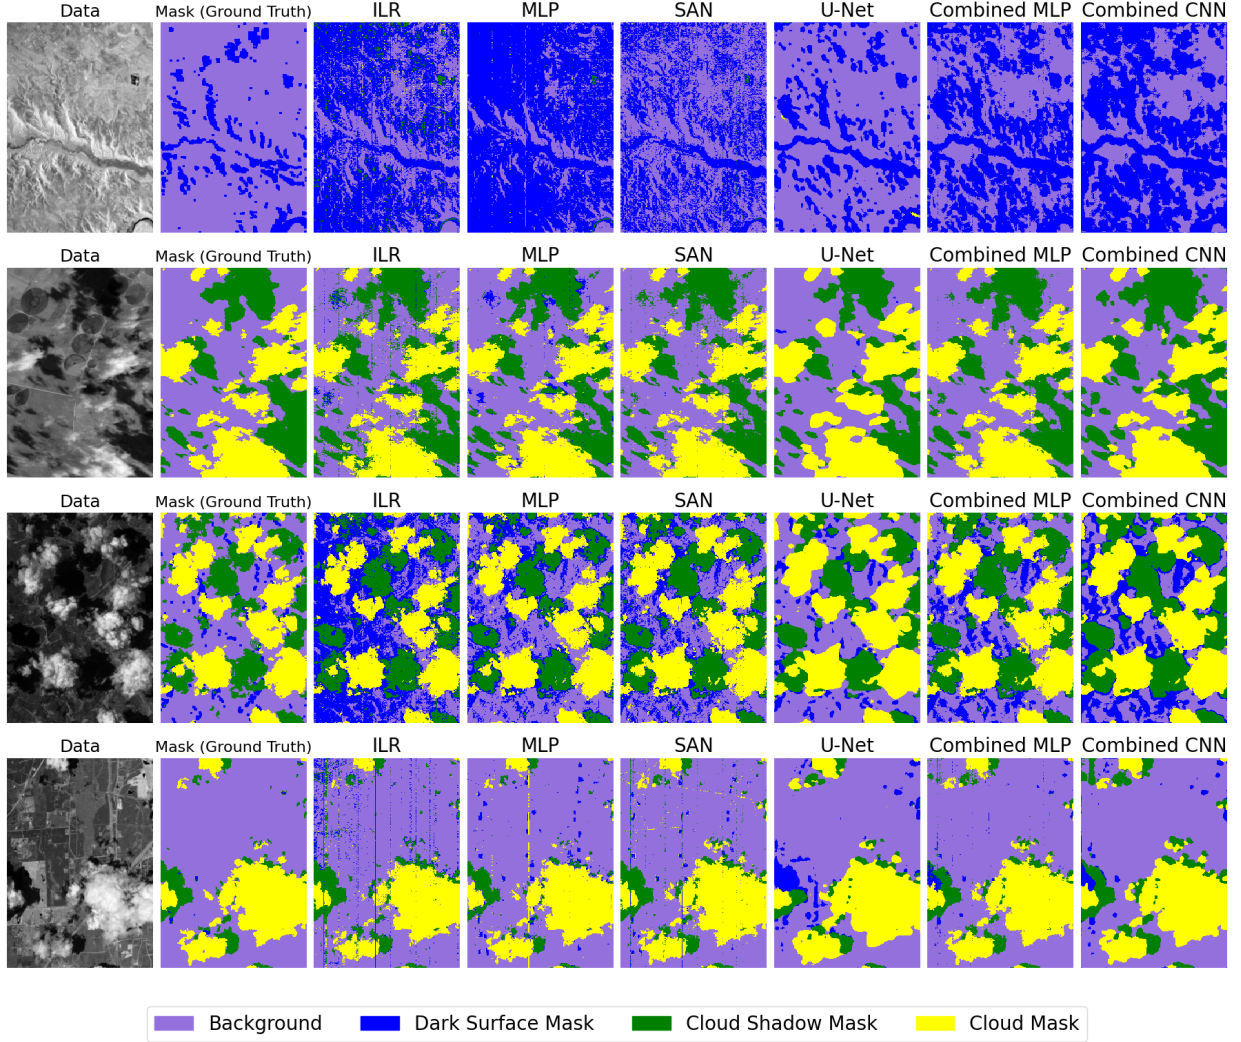 Data Mask (Ground Truth) ILR MLP SAN U-Net Combined MLP Combined CNN
Data Mask (Ground Truth) ILR MLP SAN U-Net Combined MLP Combined CNN
Data Mask (Ground Truth) ILR MLP SAN U-Net Combined MLP Combined CNN
Data Mask (Ground Truth) ILR MLP SAN U-Net Combined MLP Combined CNN
Background Dark Surface Mask Cloud Shadow Mask Cloud Mask